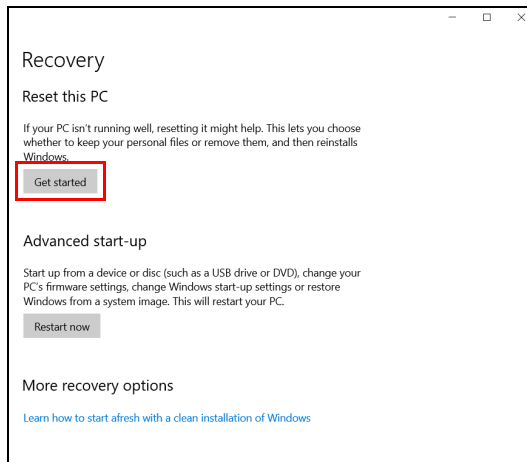 Recovery
Reset this PC
If your PC isn't running well, resetting it might help. This lets you choose
whether to keep your personal files or remove them, and then reinstalls
Windows.
Get started
Advanced start-up
Start up from a device or disc (such as a USB drive or DVD), change your
PC's firmware settings, change Windows start-up settings or restore
Windows from a system image. This will restart your PC.
Restart now
More recovery options
Learn how to start afresh with a clean installation of Windows